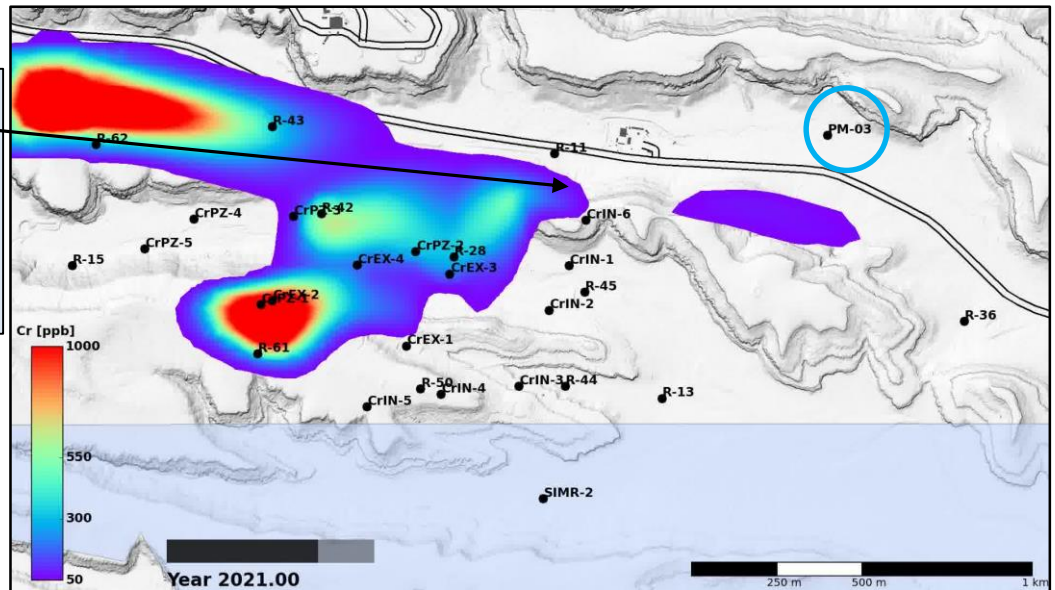 R-43
PM-03
R-62
R-11
CrPZ-4
CrPZ-3
R-42
CrIN-6
CrPZ-5
CrPZ-2
R-28
R-15
CrEX-4
CrEX-3
CrIN-1
CrEX-2
R-45
CrIN-2
R-36
Cr [ppb]
1000
R-61
CrEX-1
R-50
CrIN-4
CrIN-3
R-44
R-13
CrIN-5
550
300
SIMR-2
50
Year 2021.00
250 m
500 m
1 km